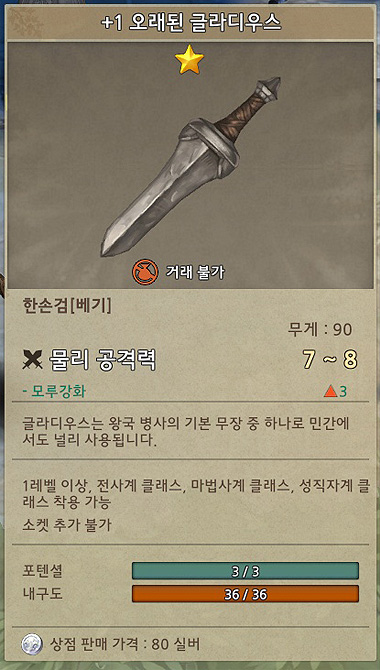 +1 오래된 글라디우스
거래 불가
한손검[베기]
무게 : 90
물리 공격력 7 ~ 8
- 모루강화 ▲3
글라디우스는 왕국 병사의 기본 무장 중 하나로 민간에
서도 널리 사용됩니다.
1레벨 이상, 전사계 클래스, 마법사계 클래스, 성직자계 클
래스 착용 가능
소켓 추가 불가
포텐셜 3 / 3
내구도 36 / 36
상점 판매 가격 : 80 실버